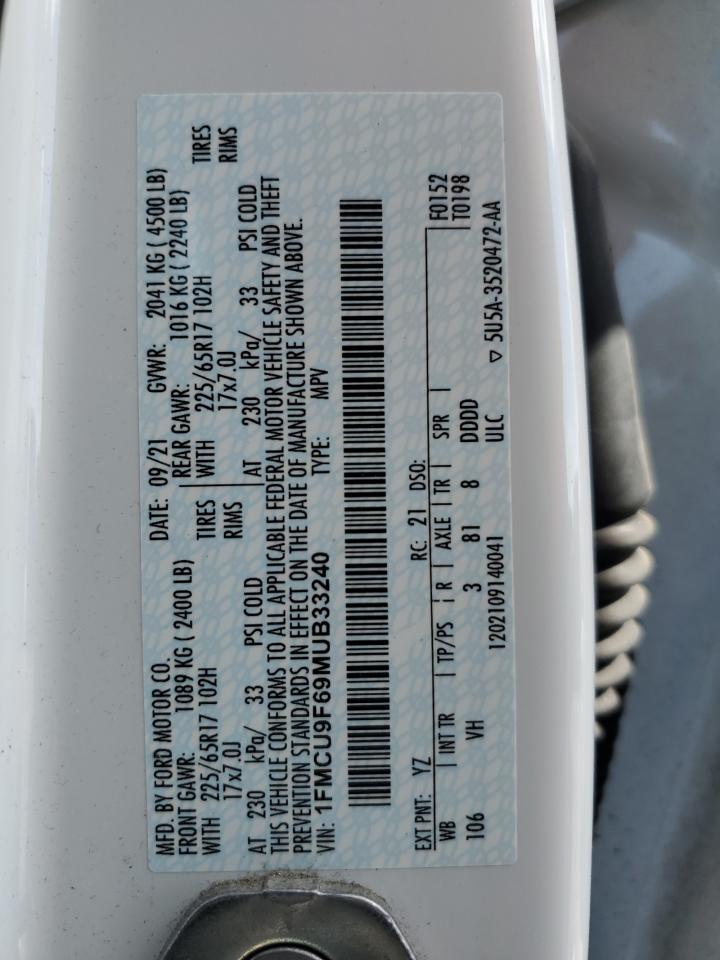 MFD. BY FORD MOTOR CO. DATE: 09/21 GVWR: 2041 KG ( 4500 LB)
FRONT GAWR: 1089 KG ( 2400 LB) REAR GAWR: 1016 KG ( 2240 LB)
WITH 225/65R17 102H TIRES WITH 225/65R17 102H TIRES
17x7.0J RIMS 17x7.0J RIMS
AT 230 kPa/ 33 PSI COLD AT 230 kPa/ 33 PSI COLD
THIS VEHICLE CONFORMS TO ALL APPLICABLE FEDERAL MOTOR VEHICLE SAFETY AND THEFT
PREVENTION STANDARDS IN EFFECT ON THE DATE OF MANUFACTURE SHOWN ABOVE.
VIN: 1FMCU9F69MUB33240 TYPE: MPV
EXT PNT: YZ RC: 21 DSO: F0152
WB INT TR TP/PS R AXLE TR SPR T0198
106 VH 3 81 8 DDDD
1202109140041 ULC ▽ 5U5A-3520472-AA